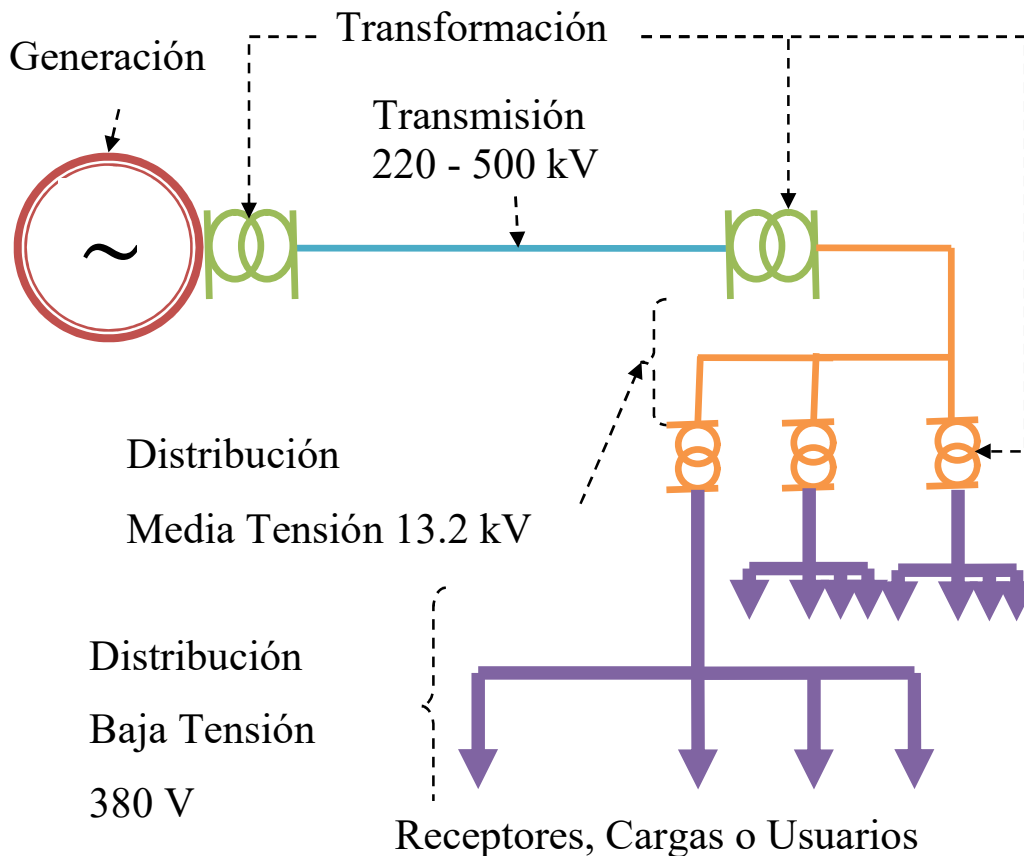 Transformación
Generación
Transmisión
220 - 500 kV
~
Distribución
Media Tensión 13.2 kV
Distribución
Baja Tensión
380 V
Receptores, Cargas o Usuarios